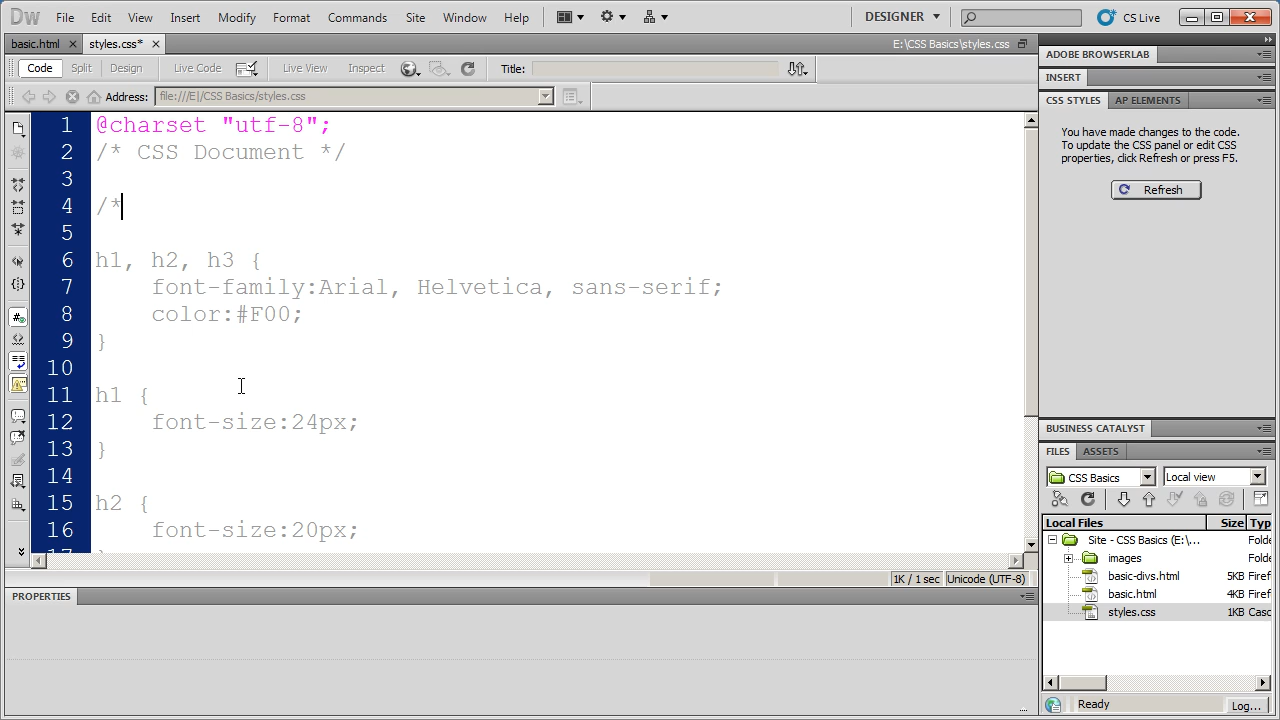 Dw File Edit View Insert Modify Format Commands Site Window Help DESIGNER CS Live
basic.html styles.css* E:\CSS Basics\styles.css
Code Split Design Live Code Live View Inspect Title:
Address: file:///E|/CSS Basics/styles.css
1 @charset "utf-8";
2 /* CSS Document */
3
4 /*
5
6 h1, h2, h3 {
7 font-family:Arial, Helvetica, sans-serif;
8 color:#F00;
9 }
10
11 h1 {
12 font-size:24px;
13 }
14
15 h2 {
16 font-size:20px;
17 }
1K / 1 sec Unicode (UTF-8)
PROPERTIES
ADOBE BROWSERLAB
INSERT
CSS STYLES AP ELEMENTS
You have made changes to the code.
To update the CSS panel or edit CSS
properties, click Refresh or press F5.
Refresh
BUSINESS CATALYST
FILES ASSETS
CSS Basics Local view
Local Files Size Typ
Site - CSS Basics (E:\... Folde
images Folde
basic-divs.html 5KB Firef
basic.html 4KB Firef
styles.css 1KB Casc
Ready Log...